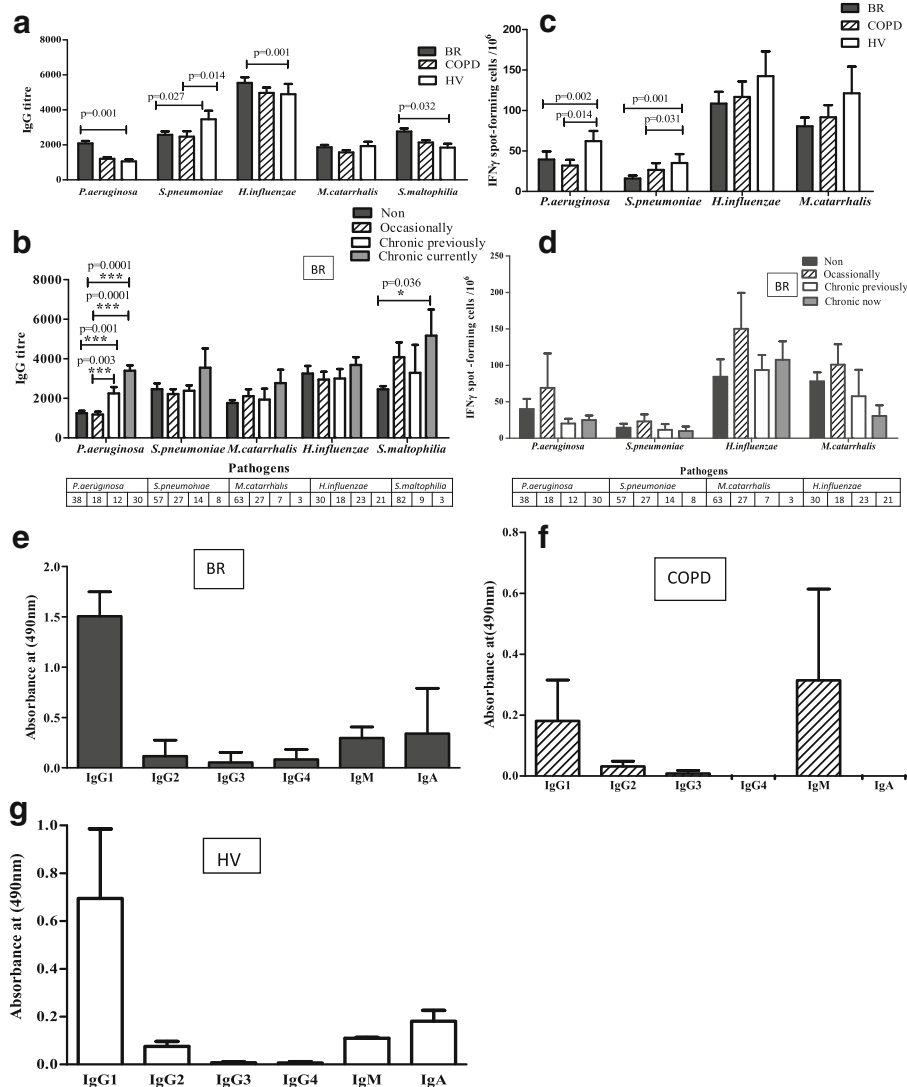 a
BR
COPD
HV
IgG titre
8000
6000
4000
2000
0
p=0.001
p=0.027
p=0.014
p=0.001
p=0.032
P.aeruginosa S.pneumoniae H.influenzae M.catarrhalis S.maltophilia
c
BR
COPD
HV
IFNγ spot-forming cells /10⁶
200
150
100
50
0
p=0.002
p=0.014
p=0.001
p=0.031
P.aeruginosa S.pneumoniae H.influenzae M.catarrhalis
b
Non
Occasionally
Chronic previously
Chronic currently
BR
IgG titre
8000
6000
4000
2000
0
p=0.0001
***
p=0.0001
***
p=0.001
***
p=0.003
***
p=0.036
*
P.aeruginosa S.pneumoniae M.catarrhalis H.influenzae S.maltophilia
Pathogens
P.aeruginosa S.pneumohiae M.catarrhalis H.influenzae S.maltophilia
38 18 12 30 57 27 14 8 63 27 7 3 30 18 23 21 82 9 3
d
Non
Ocassionally
Chronic previously
Chronic now
BR
IFNγ spot -forming cells /10⁶
250
200
150
100
50
0
P.aeruginosa S.pneumoniae H.influenzae M.catarrhalis
Pathogens
P.aeruginosa S.pneumoniae M.catarrhalis H.influenzae
38 18 12 30 57 27 14 8 63 27 7 3 30 18 23 21
e
BR
Absorbance at (490nm)
2.0
1.5
1.0
0.5
0.0
IgG1 IgG2 IgG3 IgG4 IgM IgA
f
COPD
Absorbance at(490nm)
0.8
0.6
0.4
0.2
0.0
IgG1 IgG2 IgG3 IgG4 IgM IgA
g
HV
Absorbance at (490nm)
1.0
0.8
0.6
0.4
0.2
0.0
IgG1 IgG2 IgG3 IgG4 IgM IgA